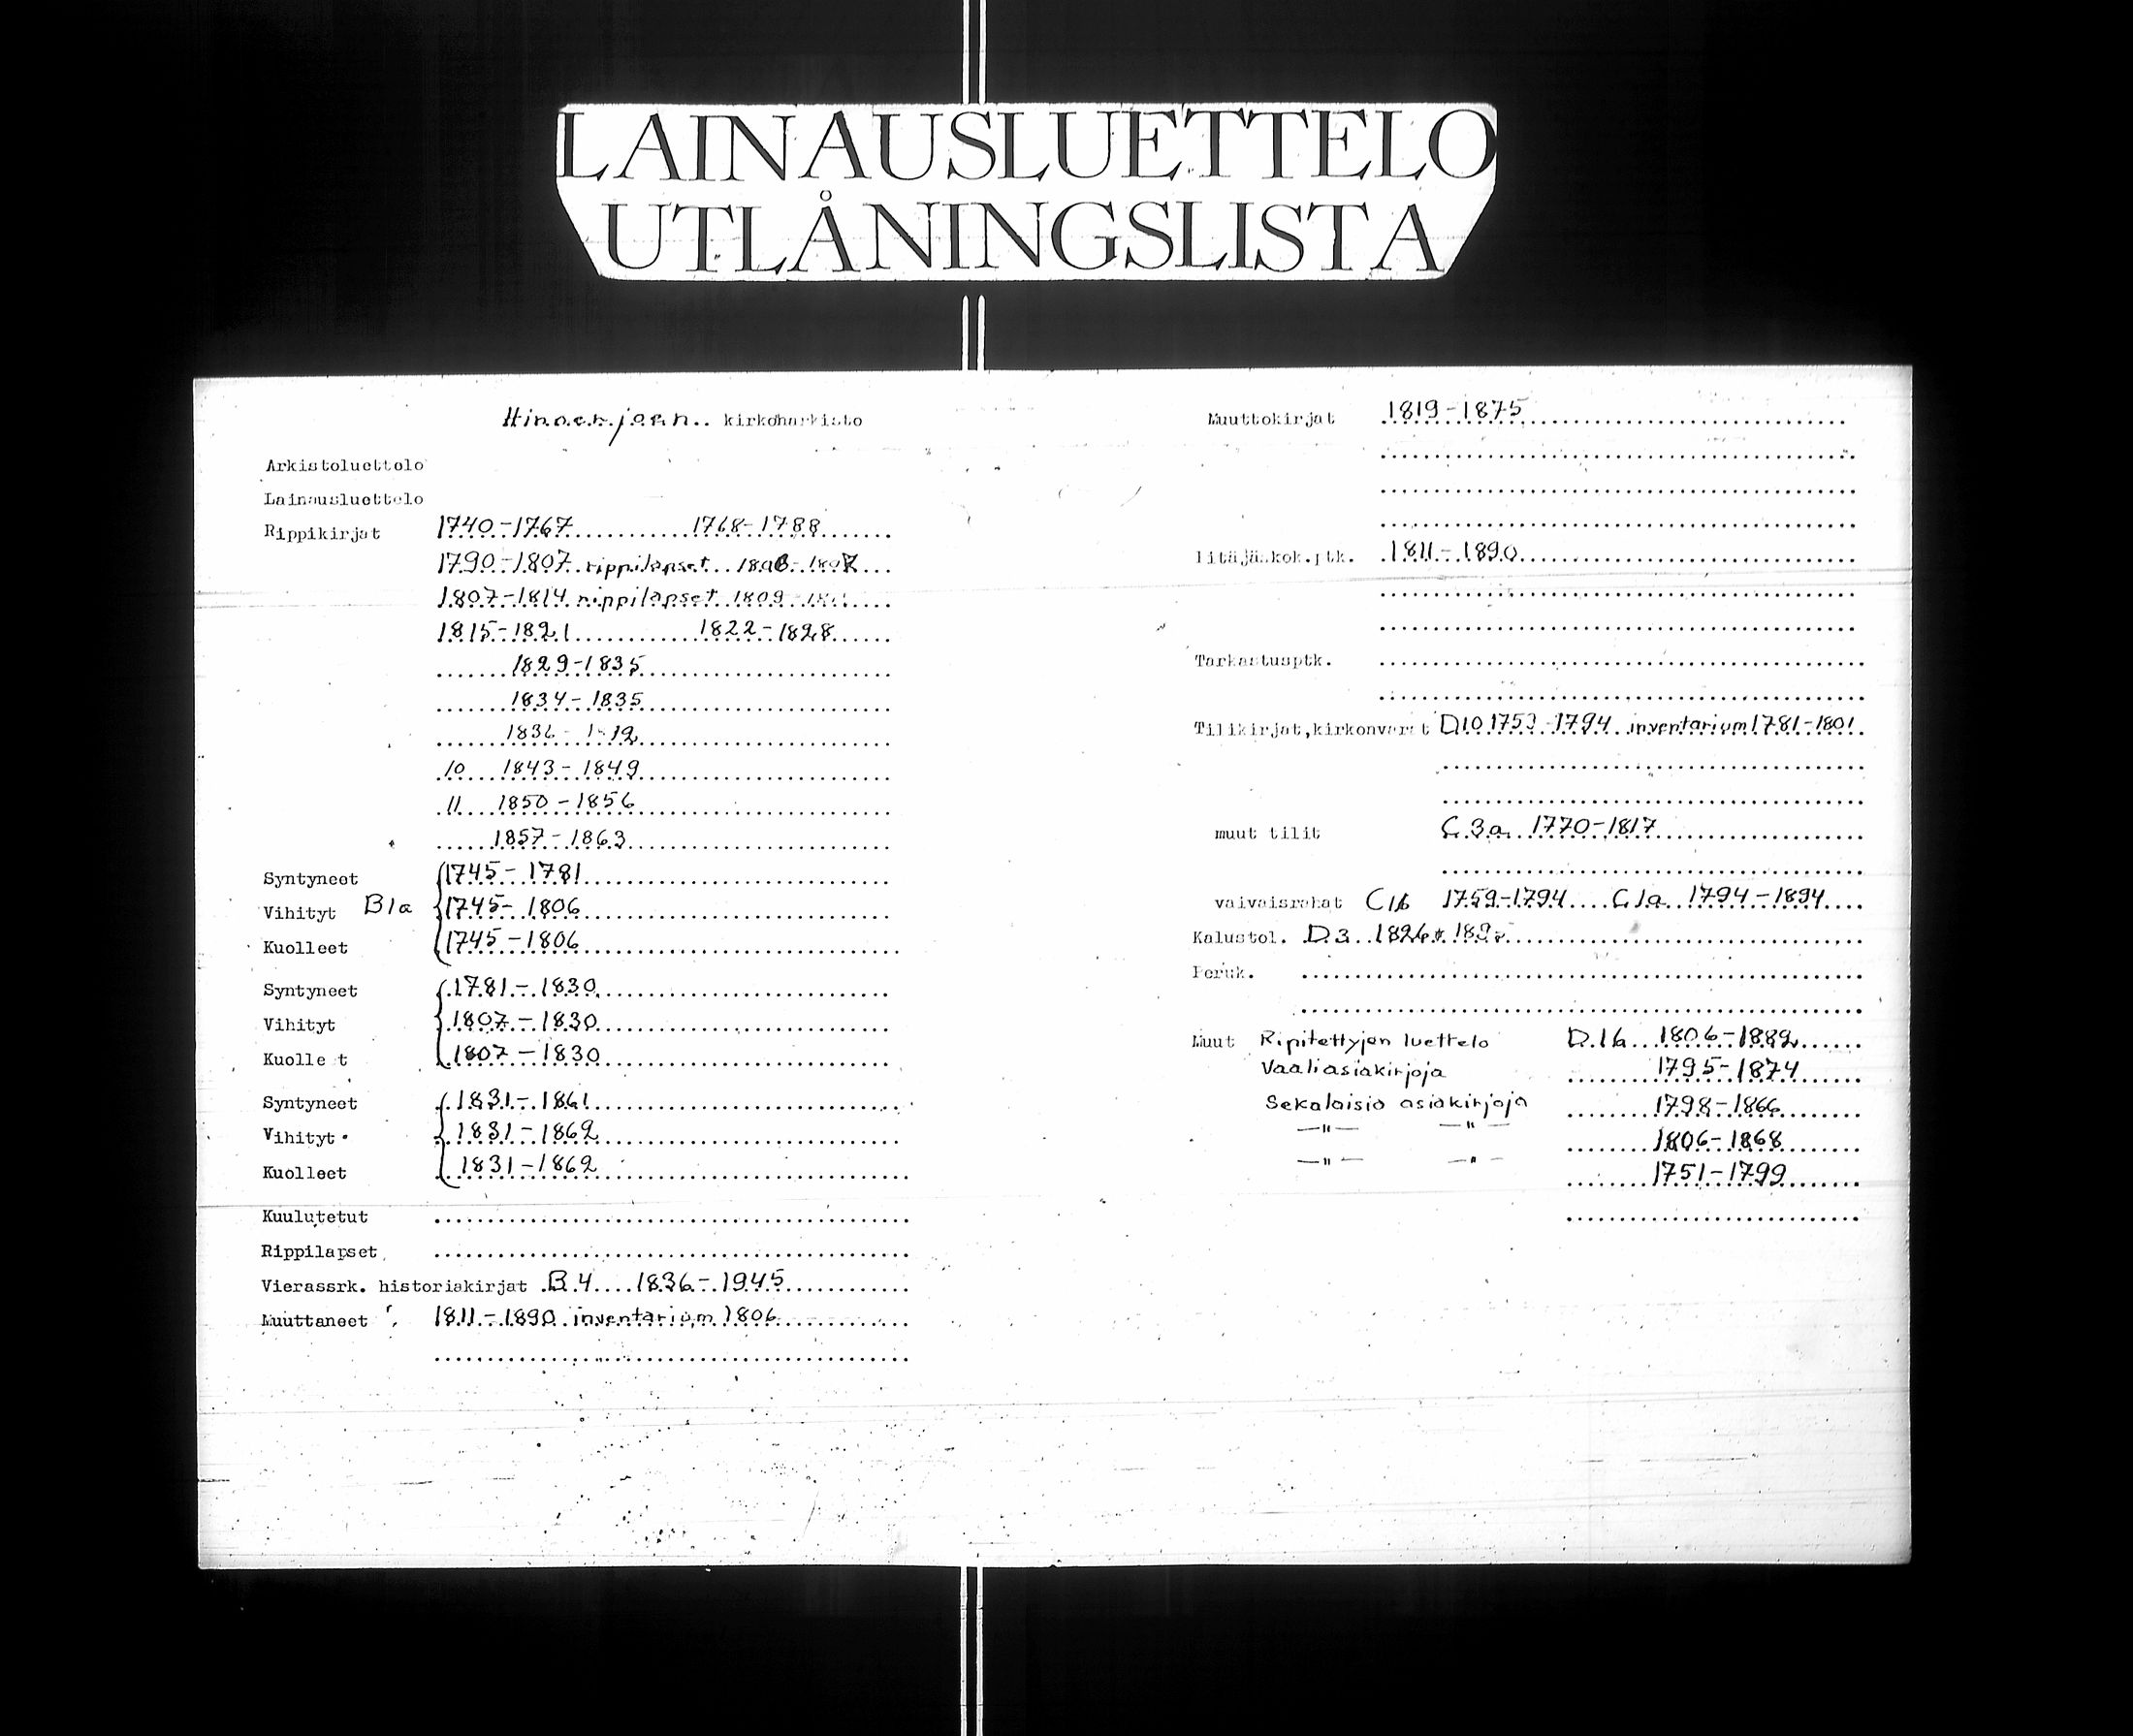 LAINAUSLUETTELO
UTLÅNINGSLISTA
Hinnerjoen kirkonarkisto
Arkistoluettelo
Lainausluettelo
Rippikirjat 1740-1767 1768-1788
1790-1807 rippilapset
1807-1814 rippilapset 1809
1815-1821 1822-1828
1829-1835
1834-1835
10 1843-1849
11 1850-1856
1857-1863
Syntyneet 1745-1781
Vihityt B1a 1745-1806
Kuolleet 1745-1806
Syntyneet 1781-1830
Vihityt 1807-1830
Kuolle t 1807-1830
Syntyneet 1831-1861
Vihityt 1831-1862
Kuolleet 1831-1862
Kuulutetut
Rippilapset
Vierassrk. historiakirjat B.4 1836-1945
Muuttaneet 1811-1890 inventarium 1806
Muuttokirjat 1819-1875
Pitäjänkok.ptk. 1811-1890
Tarkastusptk.
Tilikirjat, kirkonvarat D10 1753-1794 inventarium 1781-1801
muut tilit C.3a 1770-1817
vaivaisrahat C1b 1759-1794 C1a 1794-1894
Kalustol. D.3
Peruk.
Muut Ripitettyjen luettelo D.1b 1806-1882
Vaaliasiakirjoja 1795-1874
Sekalaisia asiakirjoja 1798-1866
—"— —"— 1806-1868
—"— —"— 1751-1799